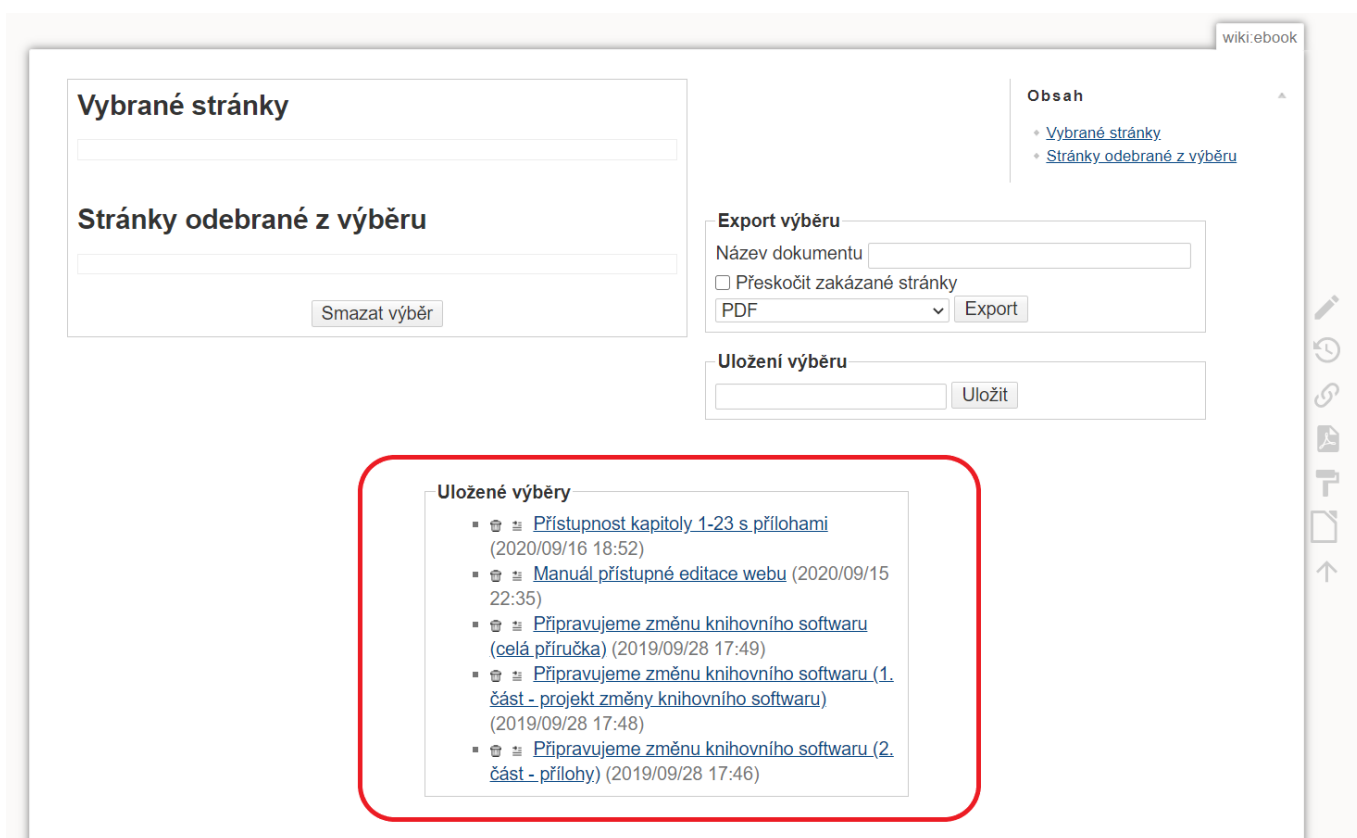 wiki:ebook
Vybrané stránky
Stránky odebrané z výběru
Smazat výběr
Obsah
Vybrané stránky
Stránky odebrané z výběru
Export výběru
Název dokumentu
Přeskočit zakázané stránky
PDF
Export
Uložení výběru
Uložit
Uložené výběry
Přístupnost kapitoly 1-23 s přílohami
(2020/09/16 18:52)
Manuál přístupné editace webu (2020/09/15
22:35)
Připravujeme změnu knihovního softwaru
(celá příručka) (2019/09/28 17:49)
Připravujeme změnu knihovního softwaru (1.
část - projekt změny knihovního softwaru)
(2019/09/28 17:48)
Připravujeme změnu knihovního softwaru (2.
část - přílohy) (2019/09/28 17:46)